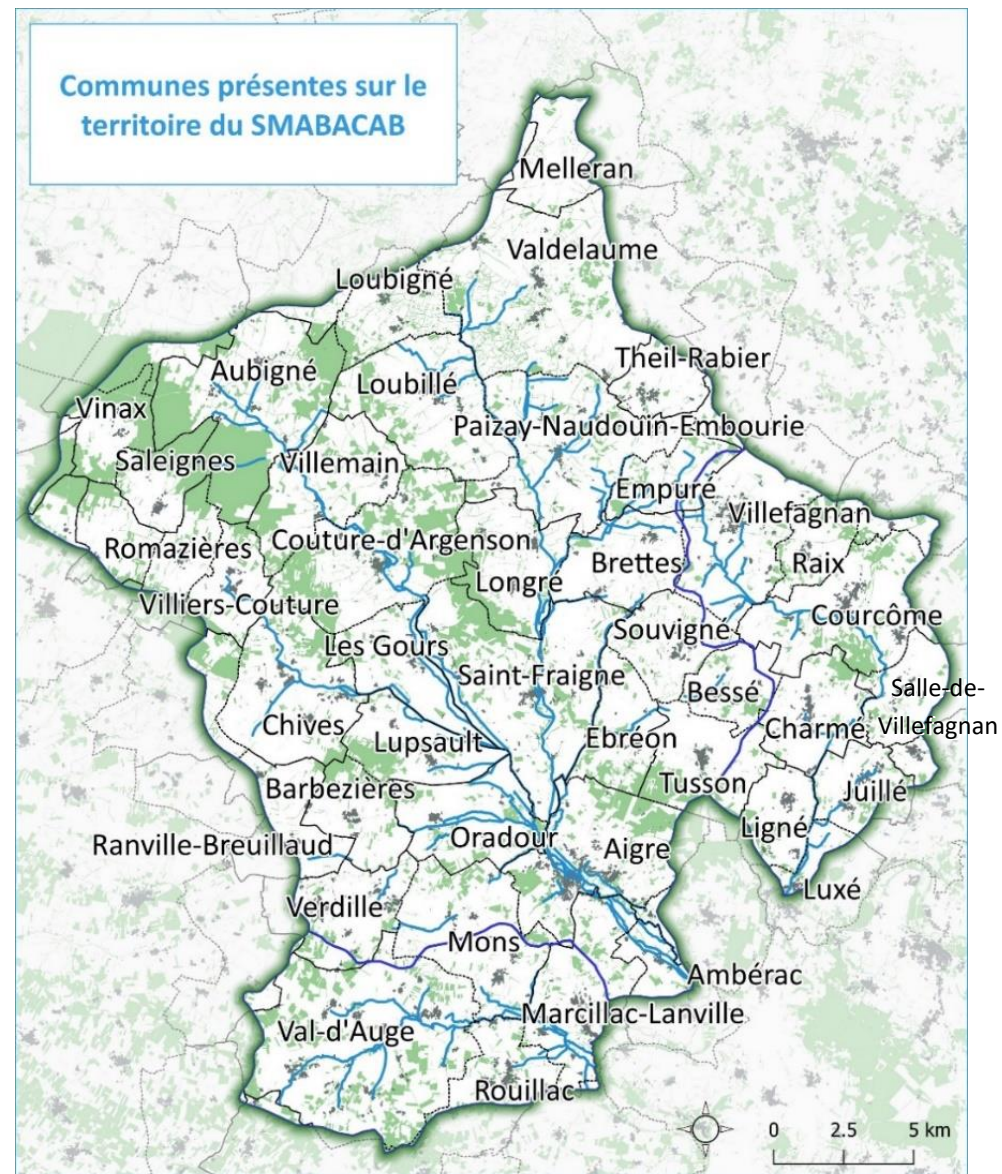 Communes présentes sur le
territoire du SMABACAB
Melleran
Valdelaume
Loubigné
Theil-Rabier
Aubigné
Loubillé
Vinax
Paizay-Naudouin-Embourie
Saleignes
Villemain
Empuré
Villefagnan
Couture-d'Argenson
Romazières
Brettes
Raix
Longré
Villiers-Couture
Courcôme
Souvigné
Les Gours
Saint-Fraigne
Bessé
Salle-de-
Villefagnan
Chives
Charmé
Lupsault
Ebréon
Tusson
Barbezières
Juillé
Ligné
Oradour
Ranville-Breuillaud
Aigre
Luxé
Verdille
Mons
Ambérac
Marcillac-Lanville
Val-d'Auge
Rouillac
0 2.5 5 km